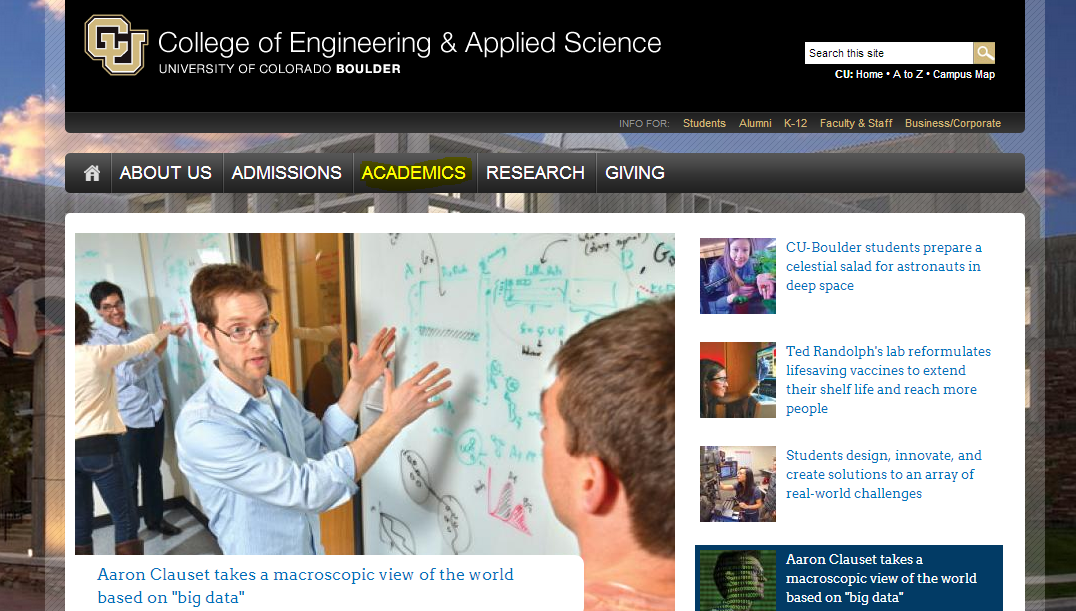 CU
College of Engineering & Applied Science
UNIVERSITY OF COLORADO BOULDER
Search this site
CU: Home • A to Z • Campus Map
INFO FOR: Students Alumni K-12 Faculty & Staff Business/Corporate
ABOUT US ADMISSIONS ACADEMICS RESEARCH GIVING
CU-Boulder students prepare a
celestial salad for astronauts in
deep space
Ted Randolph's lab reformulates
lifesaving vaccines to extend
their shelf life and reach more
people
Students design, innovate, and
create solutions to an array of
real-world challenges
Aaron Clauset takes a
macroscopic view of the world
based on "big data"
Aaron Clauset takes a macroscopic view of the world
based on "big data"